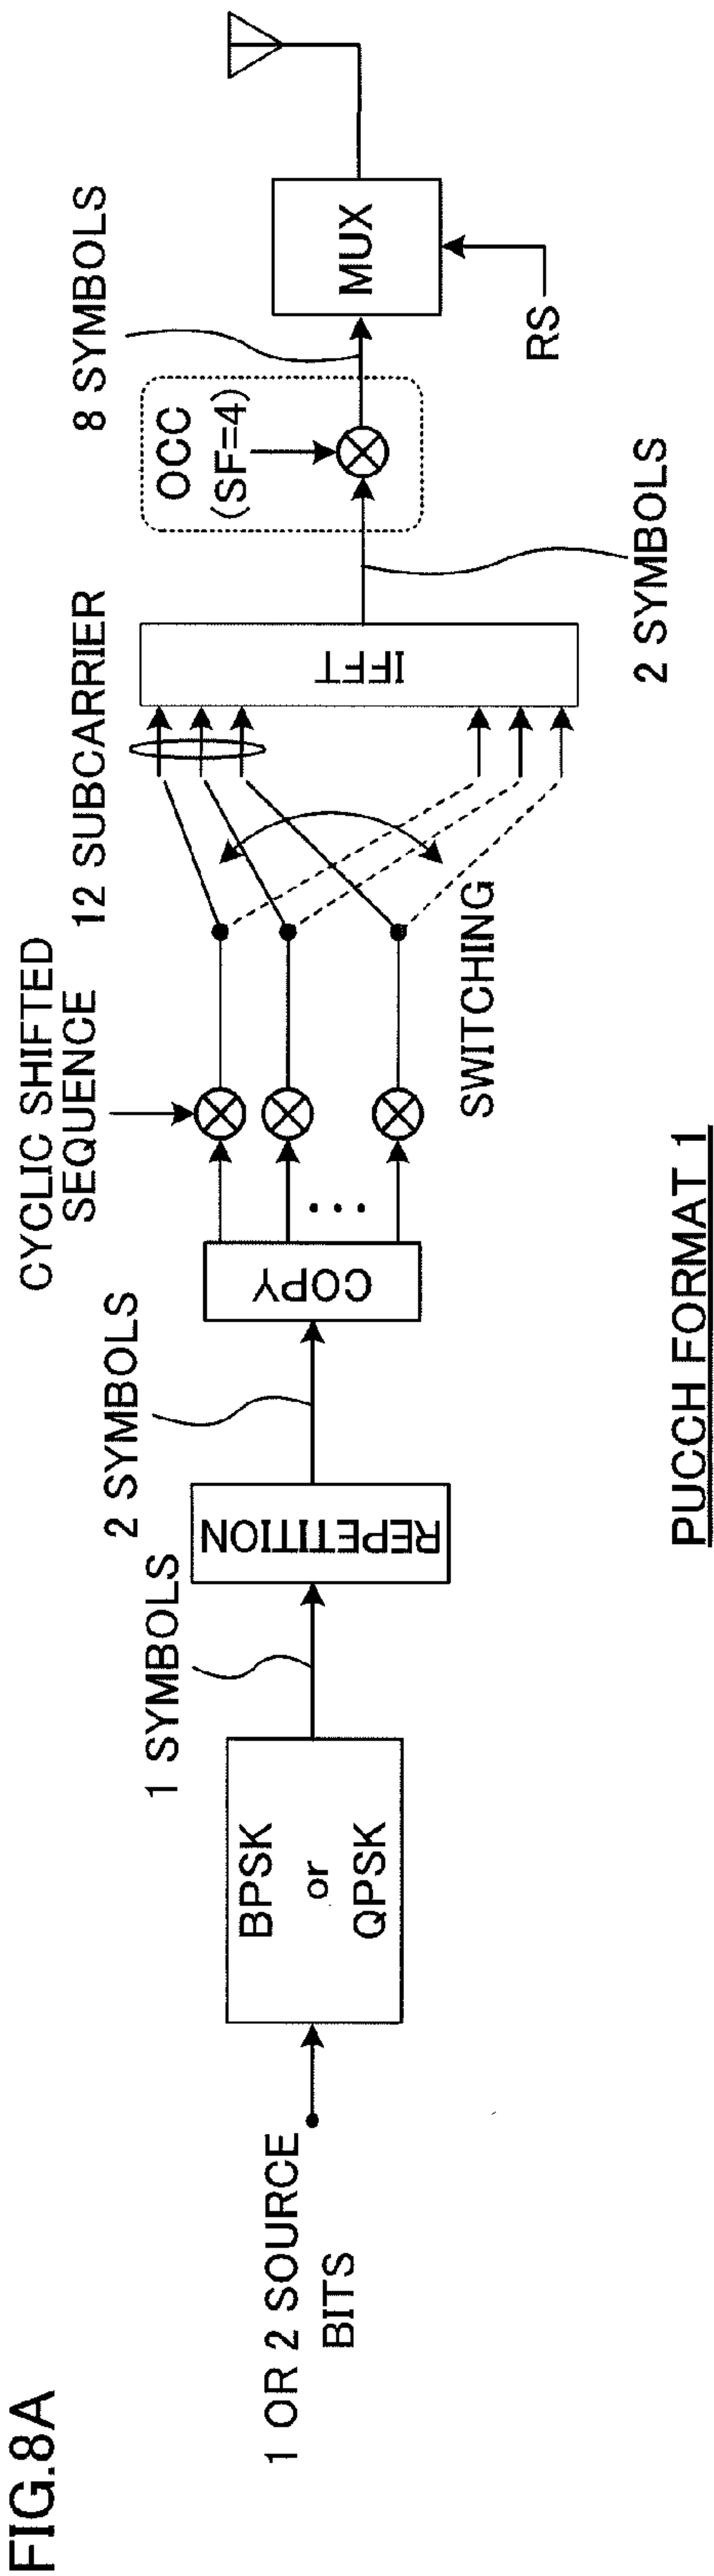 FIG.8A
1 OR 2 SOURCE
BITS
BPSK
or
QPSK
1 SYMBOLS
REPETITION
2 SYMBOLS
COPY
CYCLIC SHIFTED
SEQUENCE
...
SWITCHING
12 SUBCARRIER
IFFT
2 SYMBOLS
OCC
(SF=4)
8 SYMBOLS
MUX
RS
PUCCH FORMAT 1